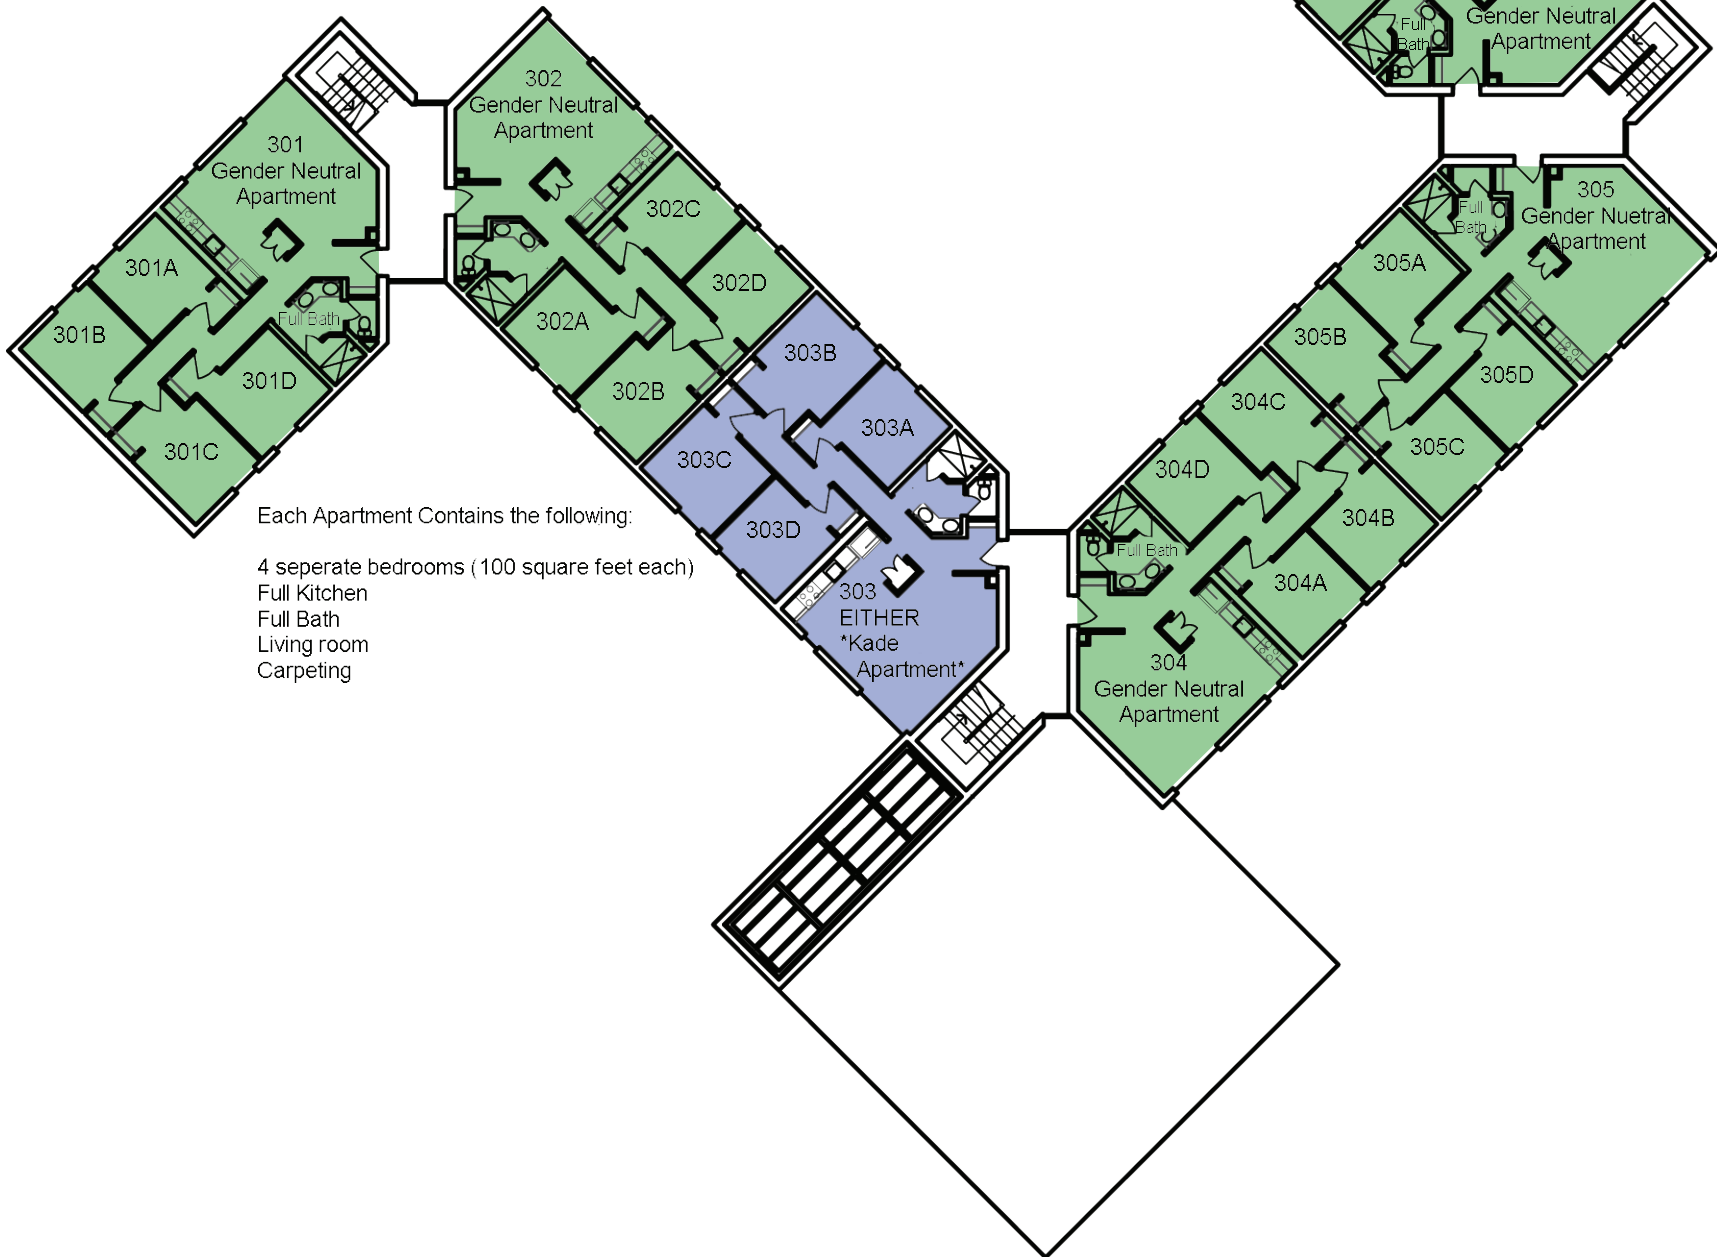 Full
Bath
Gender Neutral
Apartment
302
Gender Neutral
Apartment
301
Gender Neutral
Apartment
305
Gender Nuetral
Apartment
Full
Bath
302C
302D
302A
302B
301A
301B
Full Bath
301D
301C
303B
303A
303C
303D
305A
305B
305D
305C
304C
304D
304B
304A
Full Bath
Each Apartment Contains the following:
4 seperate bedrooms (100 square feet each)
Full Kitchen
Full Bath
Living room
Carpeting
303
EITHER
*Kade
Apartment*
304
Gender Neutral
Apartment